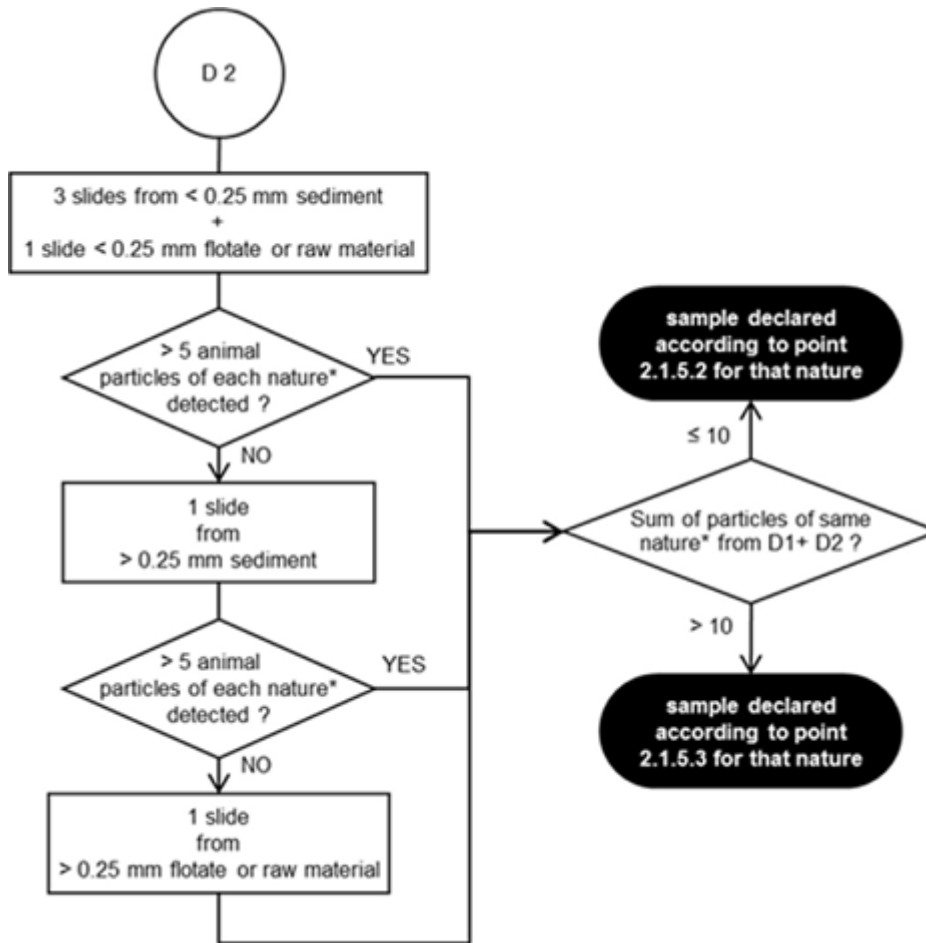 D 2
3 slides from < 0.25 mm sediment
+
1 slide < 0.25 mm flotate or raw material
> 5 animal
particles of each nature*
detected ?
YES
NO
1 slide
from
> 0.25 mm sediment
> 5 animal
particles of each nature*
detected ?
YES
NO
1 slide
from
> 0.25 mm flotate or raw material
sample declared
according to point
2.1.5.2 for that nature
≤ 10
Sum of particles of same
nature* from D1+ D2 ?
> 10
sample declared
according to point
2.1.5.3 for that nature